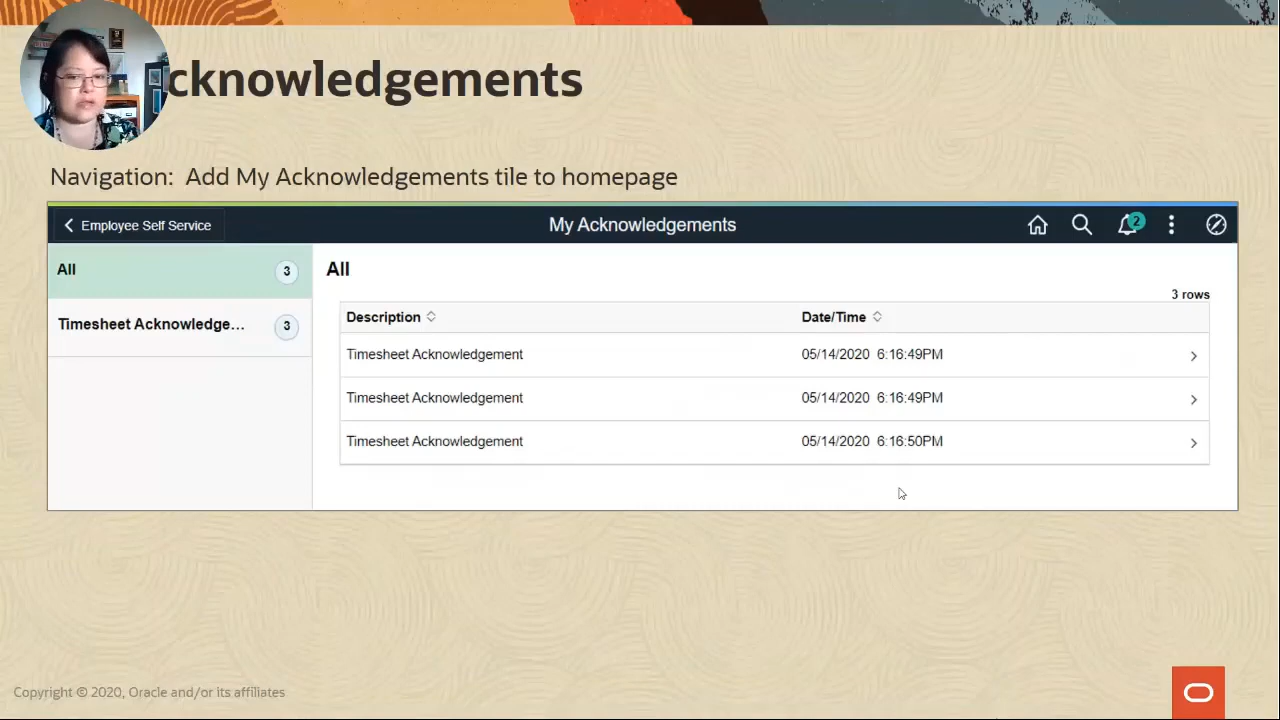 cknowledgements
Navigation: Add My Acknowledgements tile to homepage
Employee Self Service
My Acknowledgements
2
All
3
Timesheet Acknowledge...
3
All
3 rows
Description
Date/Time
Timesheet Acknowledgement
05/14/2020 6:16:49PM
Timesheet Acknowledgement
05/14/2020 6:16:49PM
Timesheet Acknowledgement
05/14/2020 6:16:50PM
Copyright © 2020, Oracle and/or its affiliates